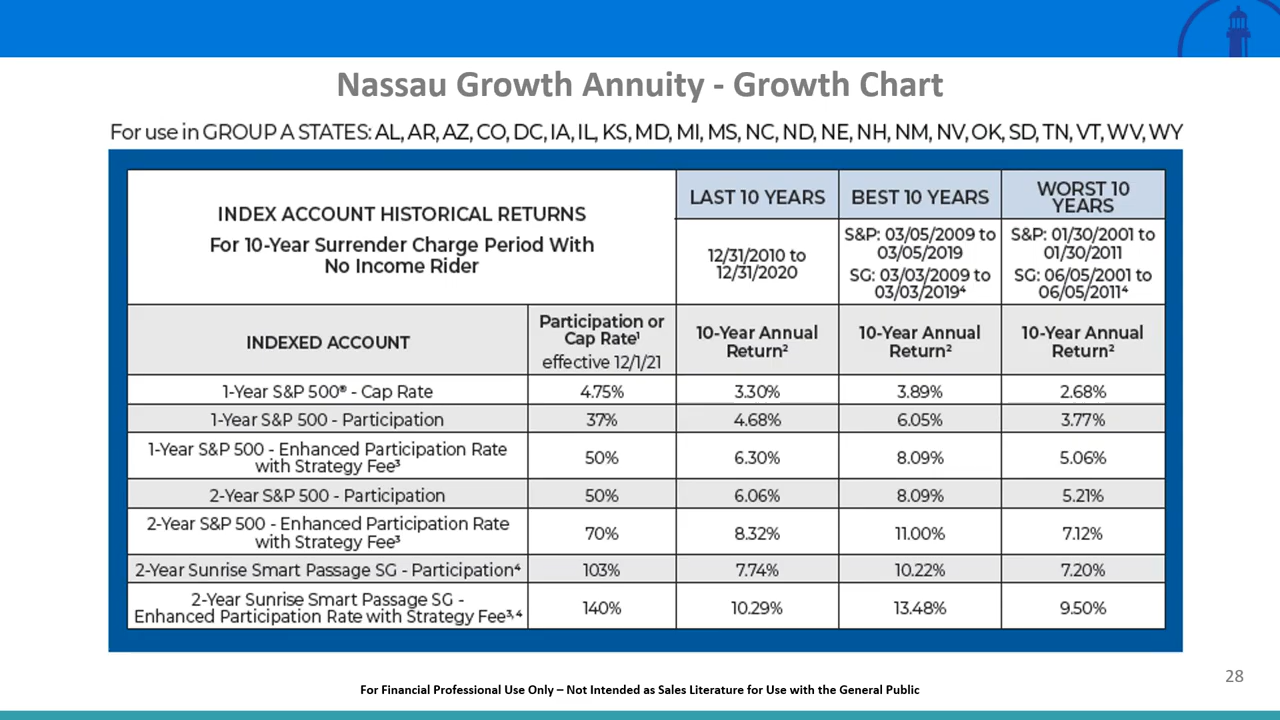 Nassau Growth Annuity - Growth Chart
For use in GROUP A STATES: AL, AR, AZ, CO, DC, IA, IL, KS, MD, MI, MS, NC, ND, NE, NH, NM, NV, OK, SD, TN, VT, WV, WY
INDEX ACCOUNT HISTORICAL RETURNS
For 10-Year Surrender Charge Period With
No Income Rider
LAST 10 YEARS
BEST 10 YEARS
WORST 10
YEARS
12/31/2010 to
12/31/2020
S&P: 03/05/2009 to
03/05/2019
SG: 03/03/2009 to
03/03/2019⁴
S&P: 01/30/2001 to
01/30/2011
SG: 06/05/2001 to
06/05/2011⁴
INDEXED ACCOUNT
Participation or
Cap Rate¹
effective 12/1/21
10-Year Annual
Return²
10-Year Annual
Return²
10-Year Annual
Return²
1-Year S&P 500® - Cap Rate 4.75% 3.30% 3.89% 2.68%
1-Year S&P 500 - Participation 37% 4.68% 6.05% 3.77%
1-Year S&P 500 - Enhanced Participation Rate
with Strategy Fee³ 50% 6.30% 8.09% 5.06%
2-Year S&P 500 - Participation 50% 6.06% 8.09% 5.21%
2-Year S&P 500 - Enhanced Participation Rate
with Strategy Fee³ 70% 8.32% 11.00% 7.12%
2-Year Sunrise Smart Passage SG - Participation⁴ 103% 7.74% 10.22% 7.20%
2-Year Sunrise Smart Passage SG -
Enhanced Participation Rate with Strategy Fee³,⁴ 140% 10.29% 13.48% 9.50%
28
For Financial Professional Use Only – Not Intended as Sales Literature for Use with the General Public